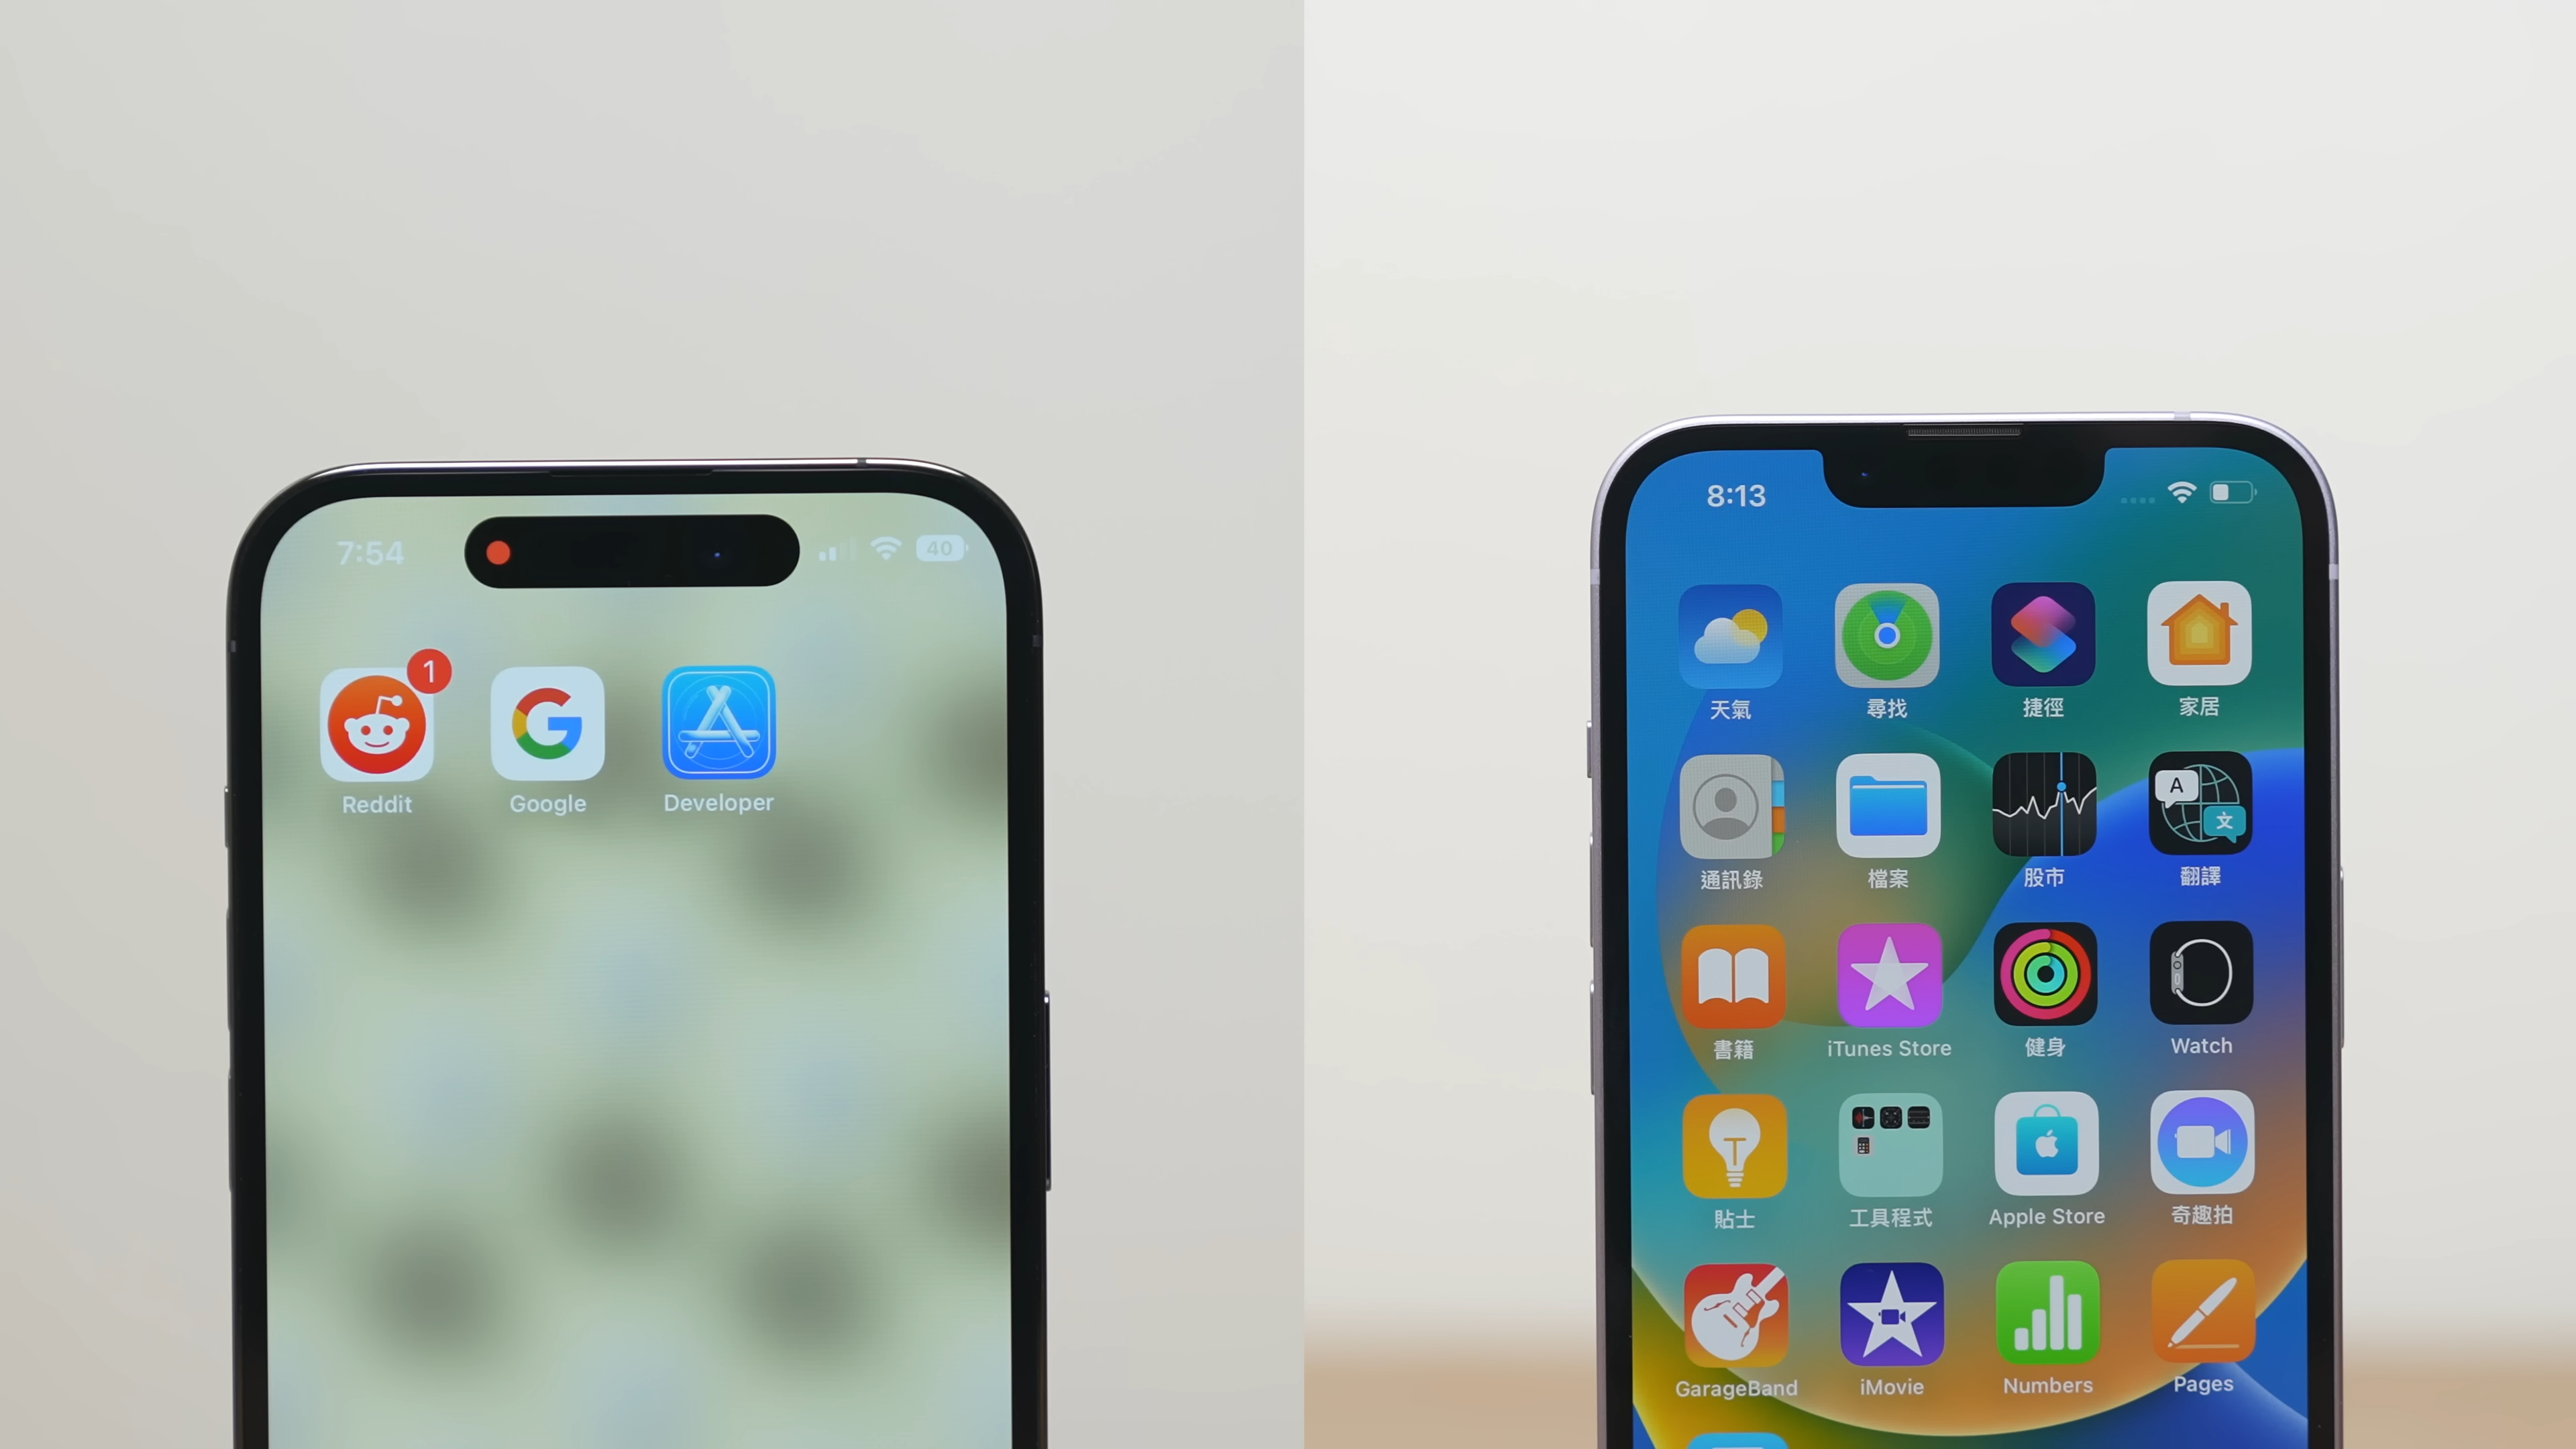 7:54
40
1
Reddit Google Developer
8:13
天氣 尋找 捷徑 家居
A
文
通訊錄 檔案 股市 翻譯
書籍 iTunes Store 健身 Watch
貼士 工具程式 Apple Store 奇趣拍
GarageBand iMovie Numbers Pages